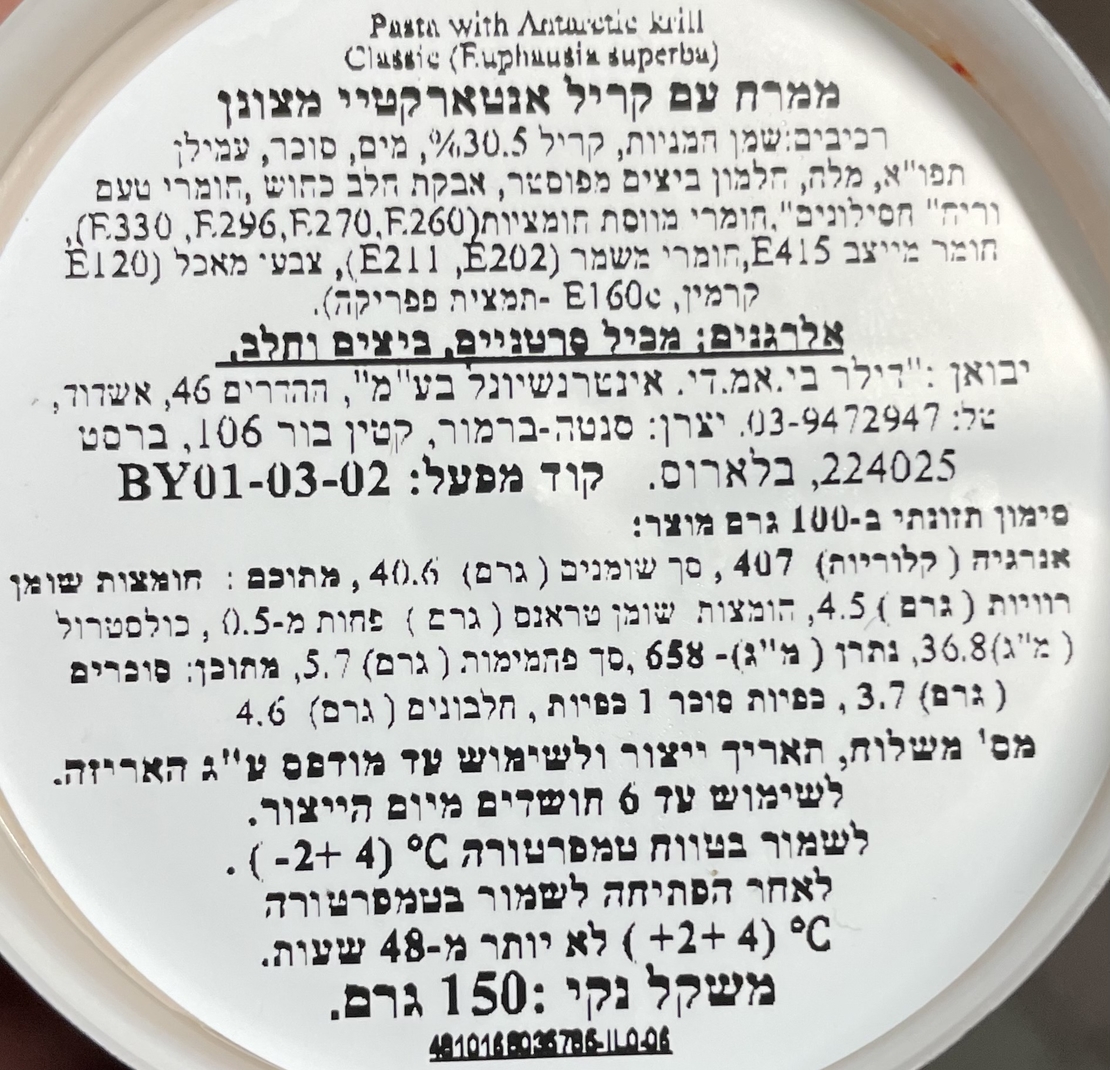 Pasta with Antarctic krill
Classic (Euphausia superba)
ממרח עם קריל אנטארקטיי מצונן
רכיבים:שמן חמניות, קריל 30.5%, מים, סוכר, עמילן
תפו"א, מלח, חלמון ביצים מפוסטר, אבקת חלב כחוש ,חומרי טעם
וריח" חסילונים",חומרי מווסת חומציות(E330 ,E296,E270,E260),
חומר מייצב E415,חומרי משמר (E211 ,E202), צבעי מאכל (E120
קרמין, E160c -תמצית פפריקה).
אלרגנים: מכיל סרטניים, ביצים וחלב.
יבואן :"דילר בי.אמ.די. אינטרנשיונל בע"מ", ההדרים 46, אשדוד,
טל: 03-9472947. יצרן: סנטה-ברמור, קטין בור 106, ברסט
224025, בלארוס. קוד מפעל: BY01-03-02
סימון תזונתי ב-100 גרם מוצר:
אנרגיה ( קלוריות) 407 , סך שומנים ( גרם) 40.6 , מתוכם : חומצות שומן
רוויות ( גרם ) 4.5, חומצות שומן טראנס ( גרם ) פחות מ-0.5 , כולסטרול
( מ"ג)36.8, נתרן ( מ"ג)- 658 ,סך פחמימות ( גרם) 5.7, מתוכן: סוכרים
( גרם) 3.7 , כפיות סוכר 1 כפיות , חלבונים ( גרם) 4.6
מס' משלוח, תאריך ייצור ולשימוש עד מודפס ע"ג האריזה.
לשימוש עד 6 חושדים מיום הייצור.
לשמור בטווח טמפרטורה °C (4 +2- ) .
לאחר הפתיחה לשמור בטמפרטורה
°C (4 +2+ ) לא יותר מ-48 שעות.
משקל נקי :150 גרם.
4810168036786-ILO-06